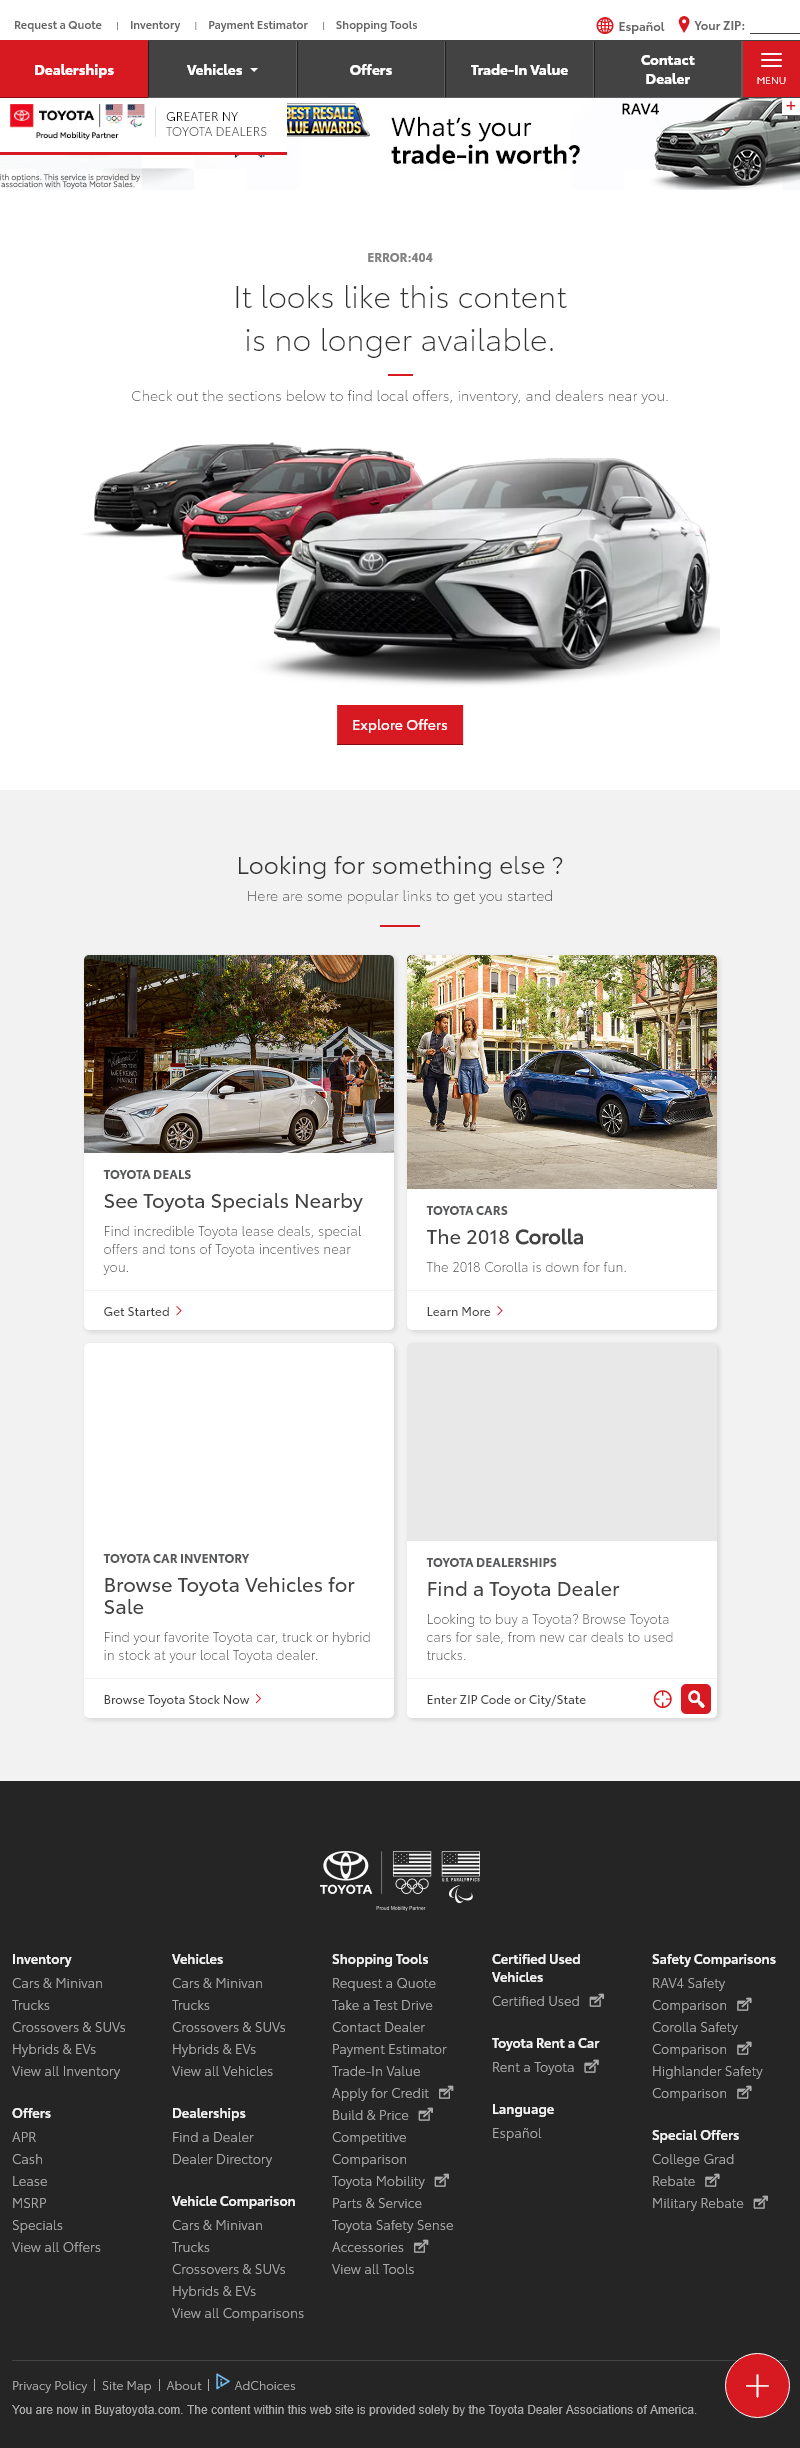 Request a Quote | Inventory | Payment Estimator | Shopping Tools
Español
Your ZIP:
Dealerships
Vehicles
Offers
Trade-In Value
Contact
Dealer
MENU
TOYOTA
Proud Mobility Partner
GREATER NY
TOYOTA DEALERS
BEST RESALE
VALUE AWARDS
What's your
trade-in worth?
RAV4
ith options. This service is provided by
association with Toyota Motor Sales.
ERROR:404
It looks like this content
is no longer available.
Check out the sections below to find local offers, inventory, and dealers near you.
Explore Offers
Looking for something else ?
Here are some popular links to get you started
Welcome
TO THE
WEEKEND
MARKET
TOYOTA DEALS
See Toyota Specials Nearby
Find incredible Toyota lease deals, special
offers and tons of Toyota incentives near
you.
Get Started
TOYOTA CARS
The 2018 Corolla
The 2018 Corolla is down for fun.
Learn More
TOYOTA CAR INVENTORY
Browse Toyota Vehicles for
Sale
Find your favorite Toyota car, truck or hybrid
in stock at your local Toyota dealer.
Browse Toyota Stock Now
TOYOTA DEALERSHIPS
Find a Toyota Dealer
Looking to buy a Toyota? Browse Toyota
cars for sale, from new car deals to used
trucks.
Enter ZIP Code or City/State
TOYOTA
U.S. PARALYMPICS
Proud Mobility Partner
Inventory
Cars & Minivan
Trucks
Crossovers & SUVs
Hybrids & EVs
View all Inventory
Offers
APR
Cash
Lease
MSRP
Specials
View all Offers
Vehicles
Cars & Minivan
Trucks
Crossovers & SUVs
Hybrids & EVs
View all Vehicles
Dealerships
Find a Dealer
Dealer Directory
Vehicle Comparison
Cars & Minivan
Trucks
Crossovers & SUVs
Hybrids & EVs
View all Comparisons
Shopping Tools
Request a Quote
Take a Test Drive
Contact Dealer
Payment Estimator
Trade-In Value
Apply for Credit
Build & Price
Competitive
Comparison
Toyota Mobility
Parts & Service
Toyota Safety Sense
Accessories
View all Tools
Certified Used
Vehicles
Certified Used
Toyota Rent a Car
Rent a Toyota
Language
Español
Safety Comparisons
RAV4 Safety
Comparison
Corolla Safety
Comparison
Highlander Safety
Comparison
Special Offers
College Grad
Rebate
Military Rebate
Privacy Policy | Site Map | About | AdChoices
You are now in Buyatoyota.com. The content within this web site is provided solely by the Toyota Dealer Associations of America.